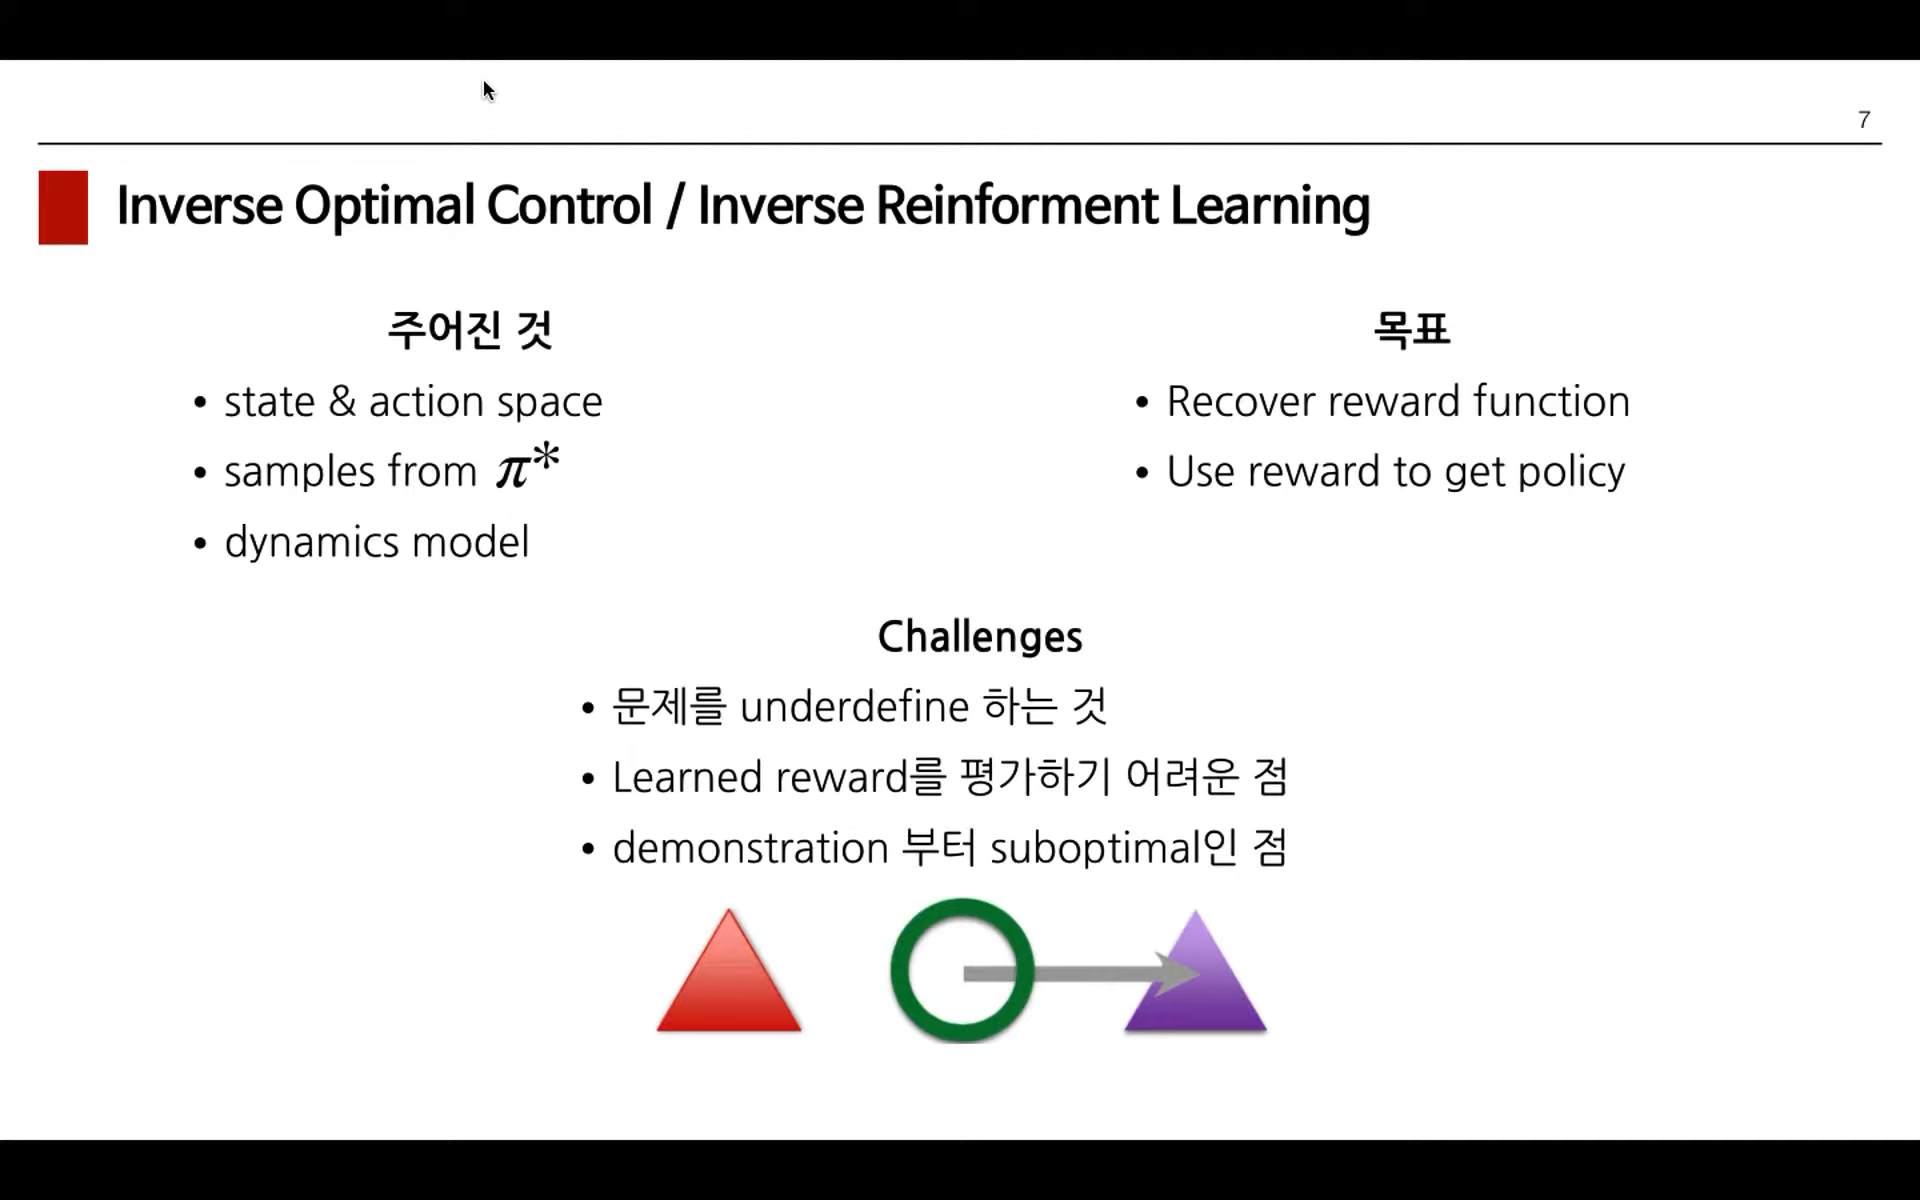 7
Inverse Optimal Control / Inverse Reinforment Learning
주어진 것
• state & action space
• samples from π*
• dynamics model
목표
• Recover reward function
• Use reward to get policy
Challenges
• 문제를 underdefine 하는 것
• Learned reward를 평가하기 어려운 점
• demonstration 부터 suboptimal인 점